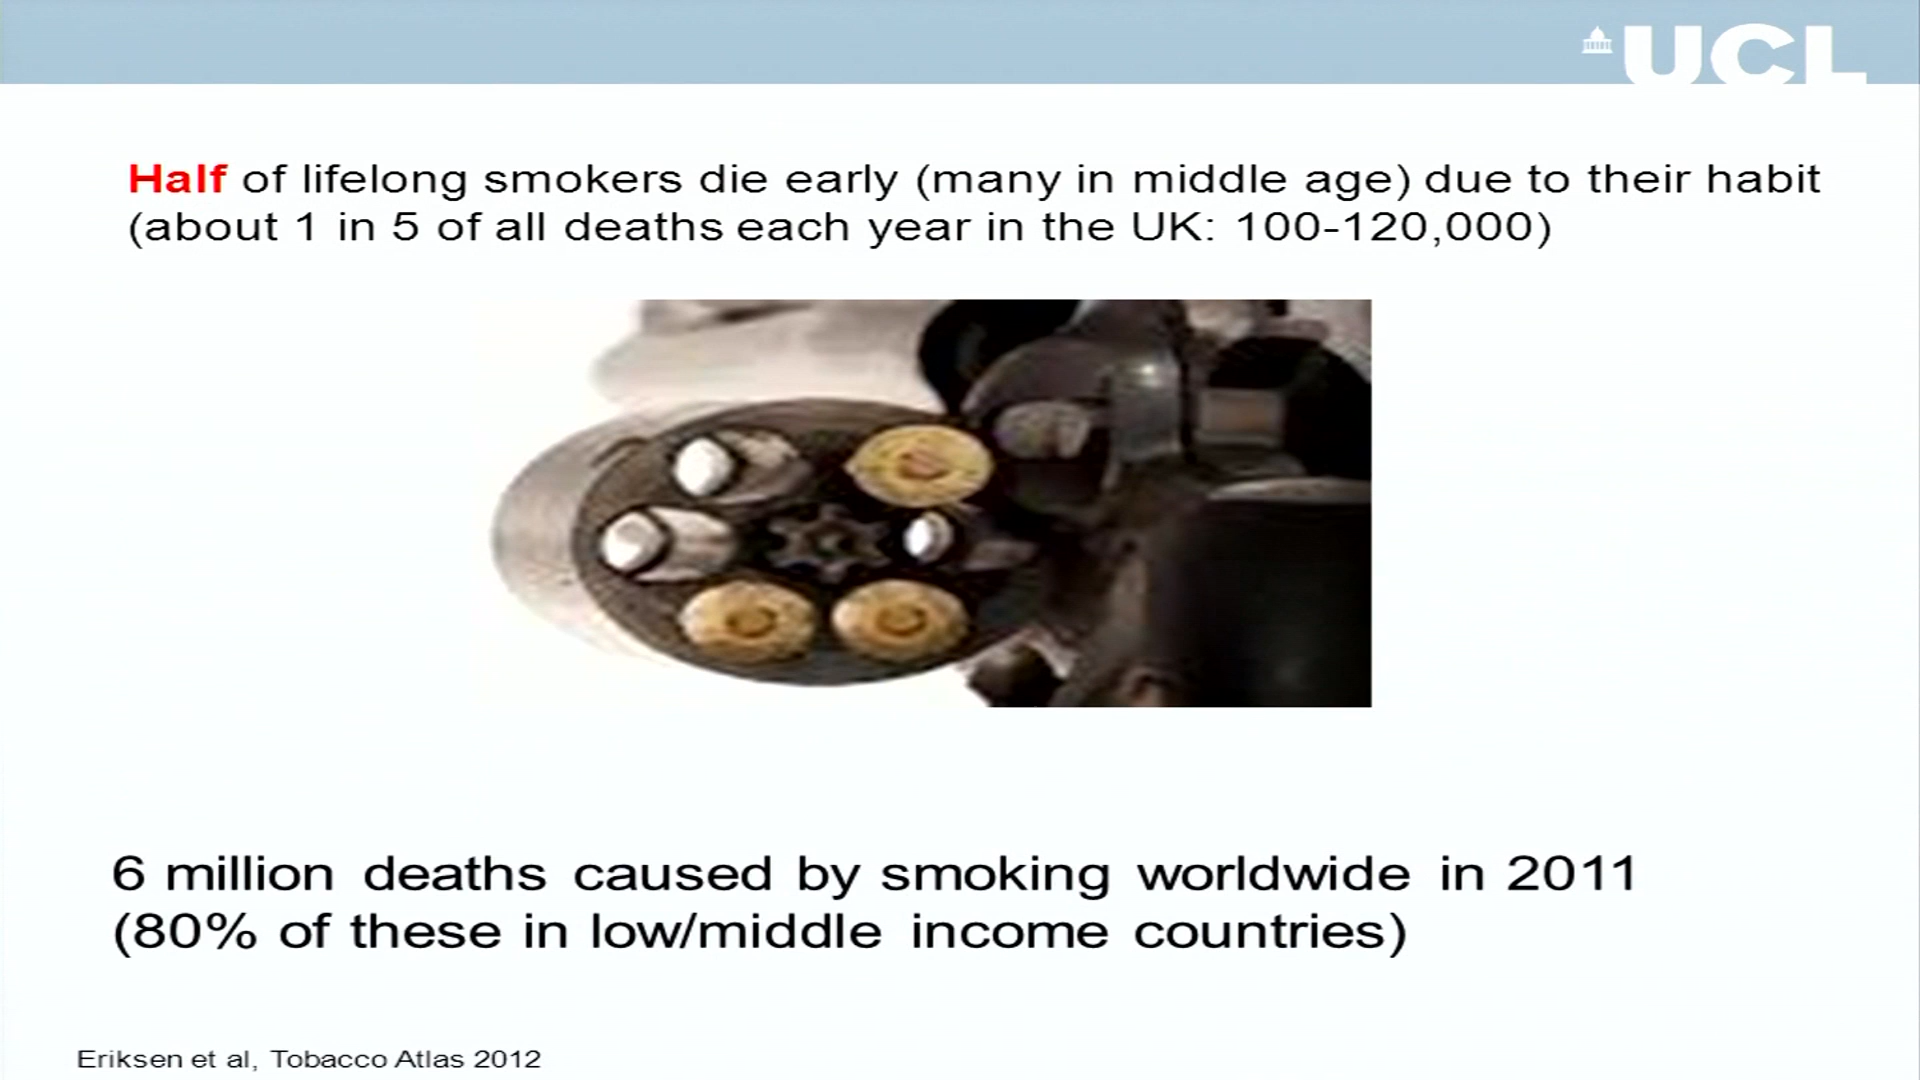 UCL
Half of lifelong smokers die early (many in middle age) due to their habit
(about 1 in 5 of all deaths each year in the UK: 100-120,000)
6 million deaths caused by smoking worldwide in 2011
(80% of these in low/middle income countries)
Eriksen et al, Tobacco Atlas 2012